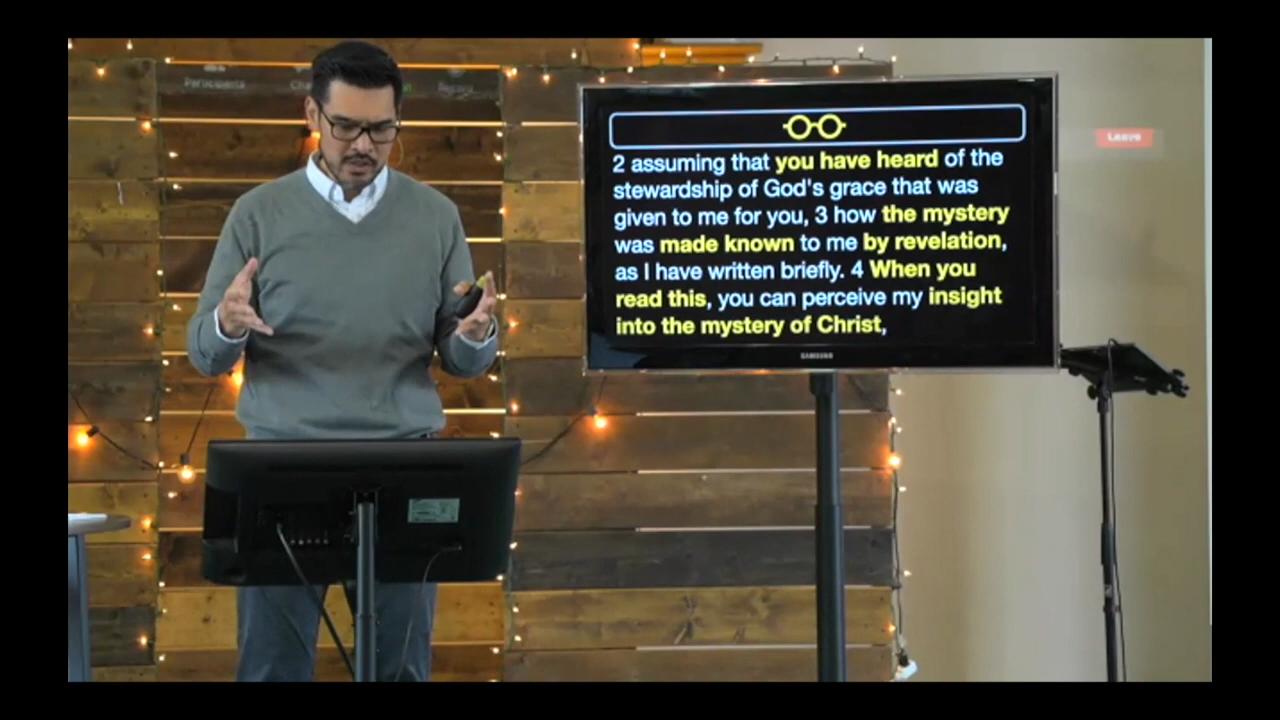 Participants
Leave
2 assuming that you have heard of the
stewardship of God's grace that was
given to me for you, 3 how the mystery
was made known to me by revelation,
as I have written briefly. 4 When you
read this, you can perceive my insight
into the mystery of Christ,
SAMSUNG